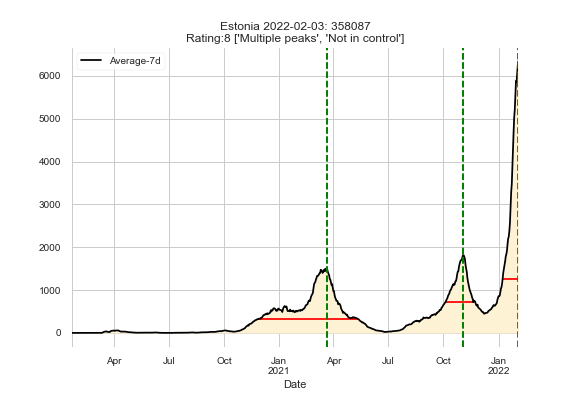 Estonia 2022-02-03: 358087
Rating:8 ['Multiple peaks', 'Not in control']
Average-7d
6000
5000
4000
3000
2000
1000
0
Apr
Jul
Oct
Jan
2021
Apr
Jul
Oct
Jan
2022
Date